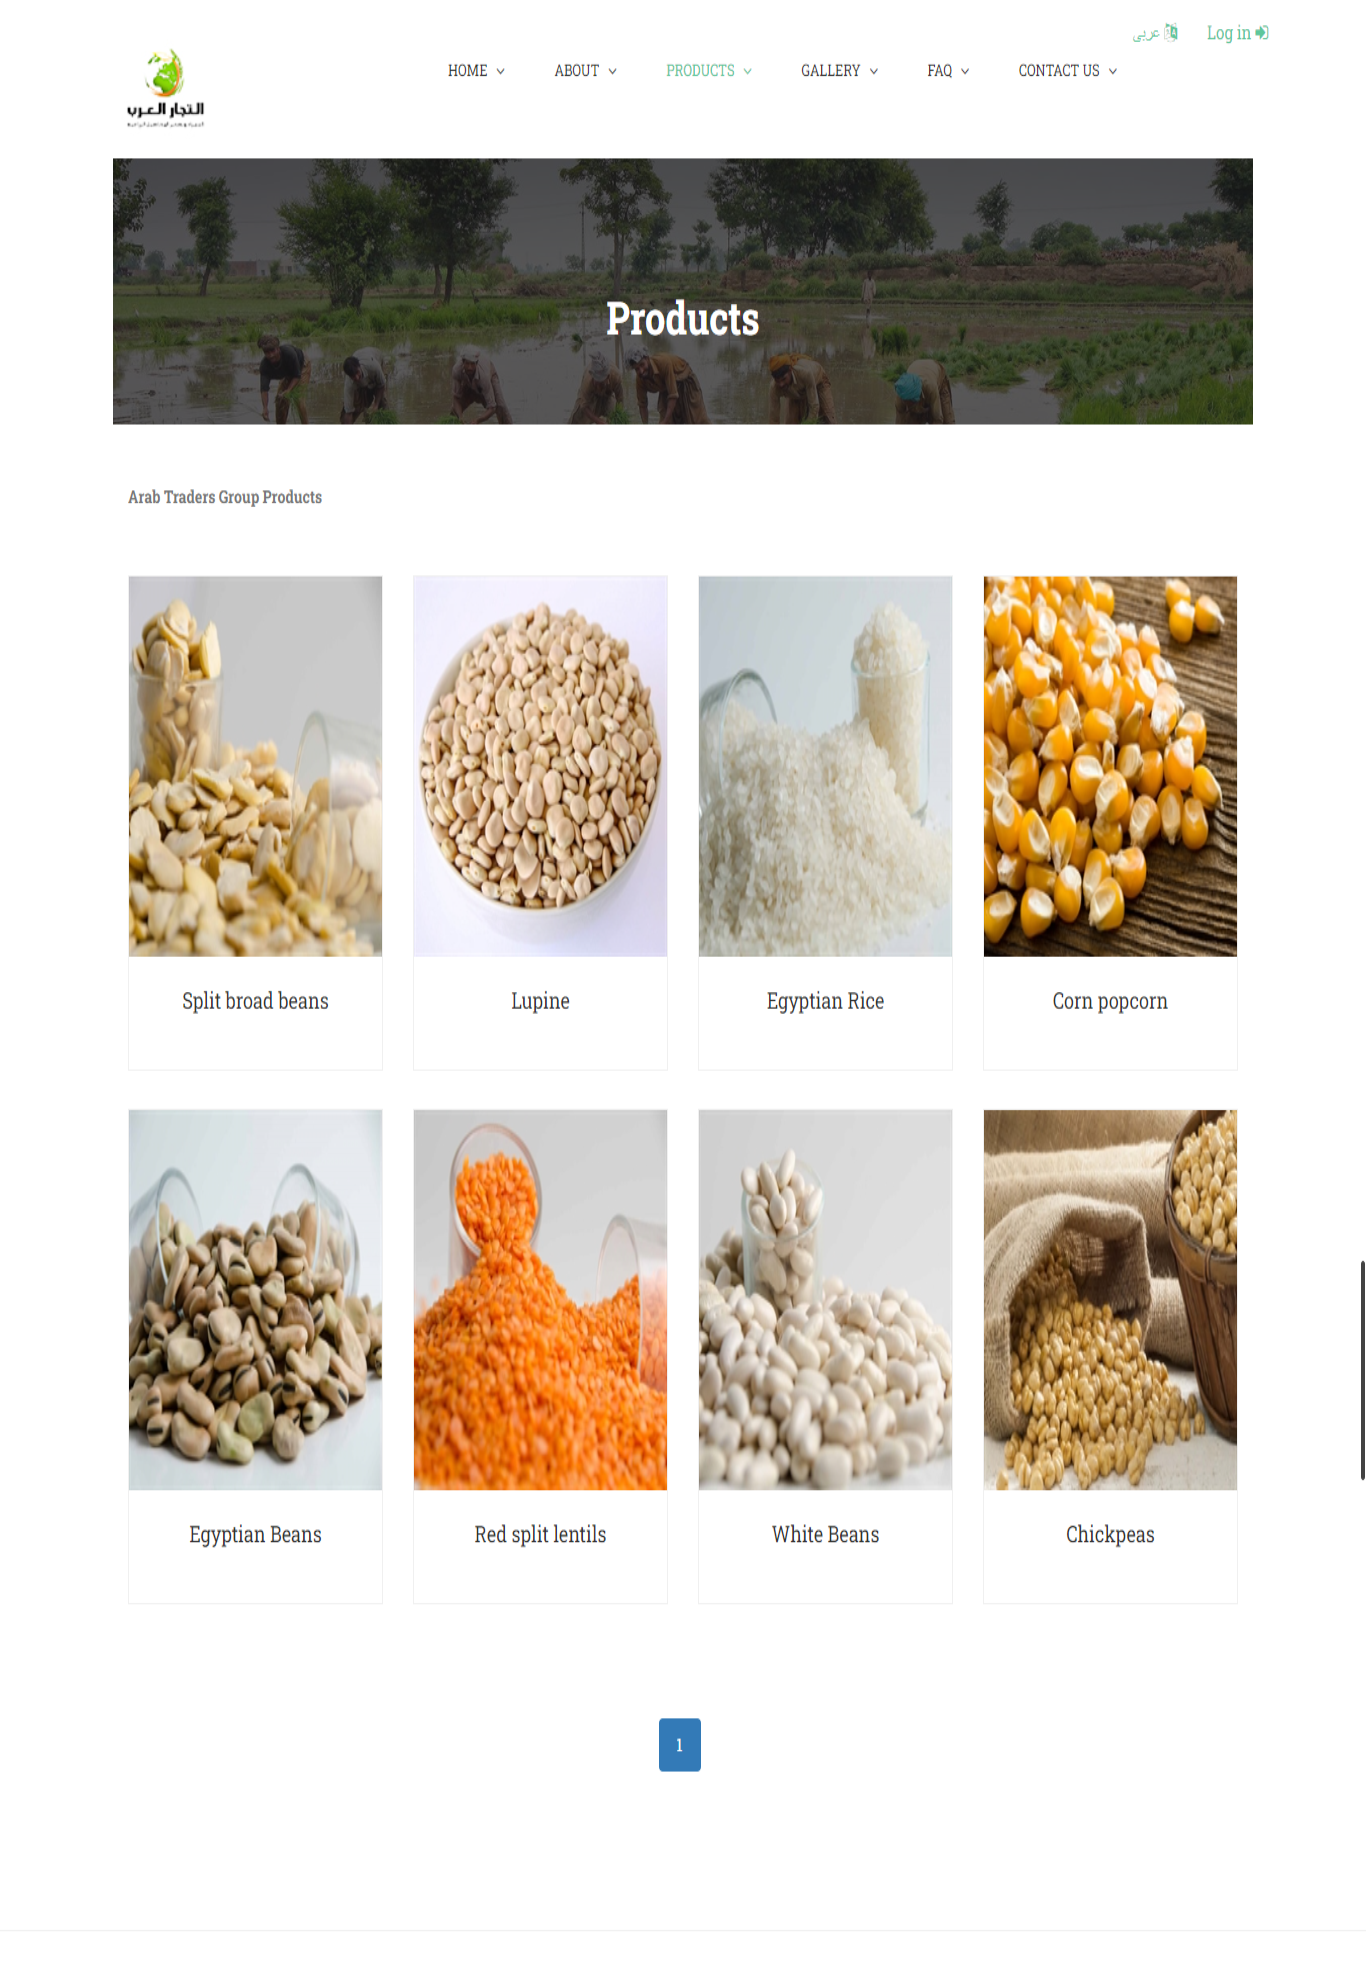 عربي
Log in
HOME
ABOUT
PRODUCTS
GALLERY
FAQ
CONTACT US
التجار العرب
Products
Arab Traders Group Products
Split broad beans
Lupine
Egyptian Rice
Corn popcorn
Egyptian Beans
Red split lentils
White Beans
Chickpeas
1